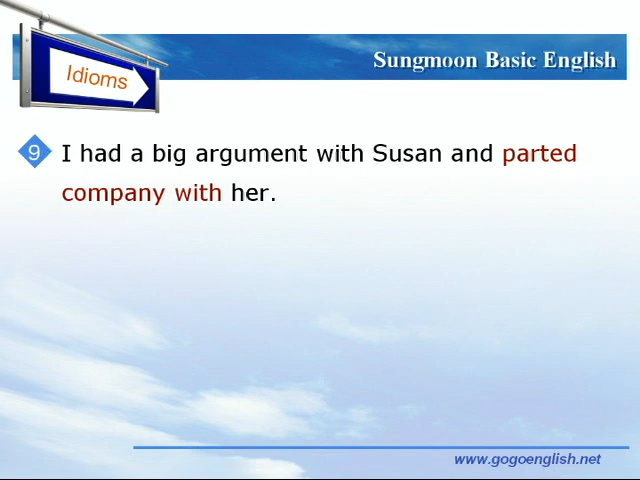 Idioms
Sungmoon Basic English
9 I had a big argument with Susan and parted
company with her.
www.gogoenglish.net